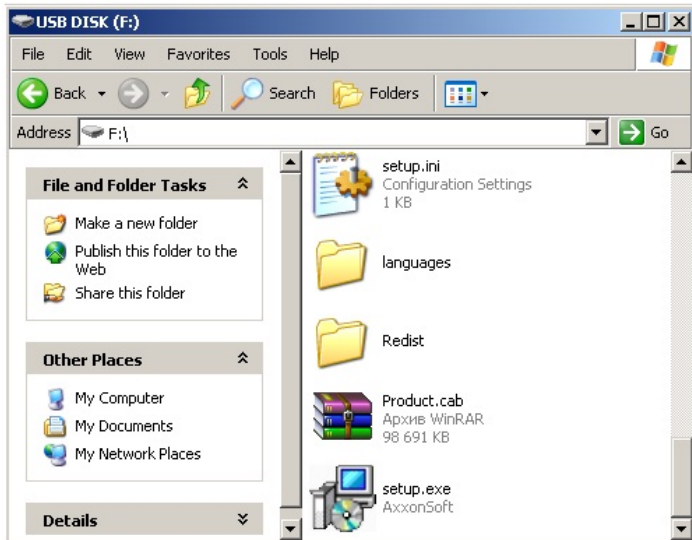 USB DISK (F:)
File Edit View Favorites Tools Help
Back Search Folders
Address F:\ Go
File and Folder Tasks
Make a new folder
Publish this folder to the
Web
Share this folder
Other Places
My Computer
My Documents
My Network Places
Details
setup.ini
Configuration Settings
1 KB
languages
Redist
Product.cab
Архив WinRAR
98 691 KB
setup.exe
AxxonSoft